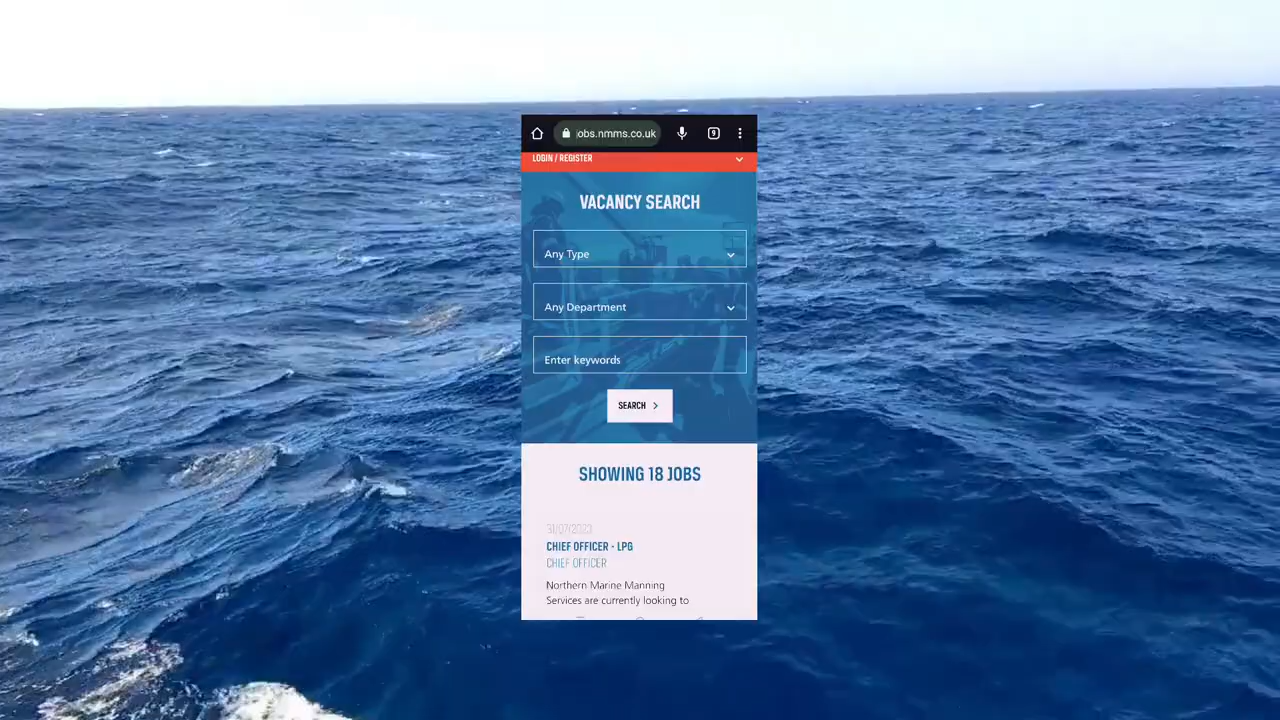 jobs.nmms.co.uk
9
LOGIN / REGISTER
VACANCY SEARCH
Any Type
Any Department
Enter keywords
SEARCH
SHOWING 18 JOBS
31/07/2023
CHIEF OFFICER - LPG
CHIEF OFFICER
Northern Marine Manning
Services are currently looking to